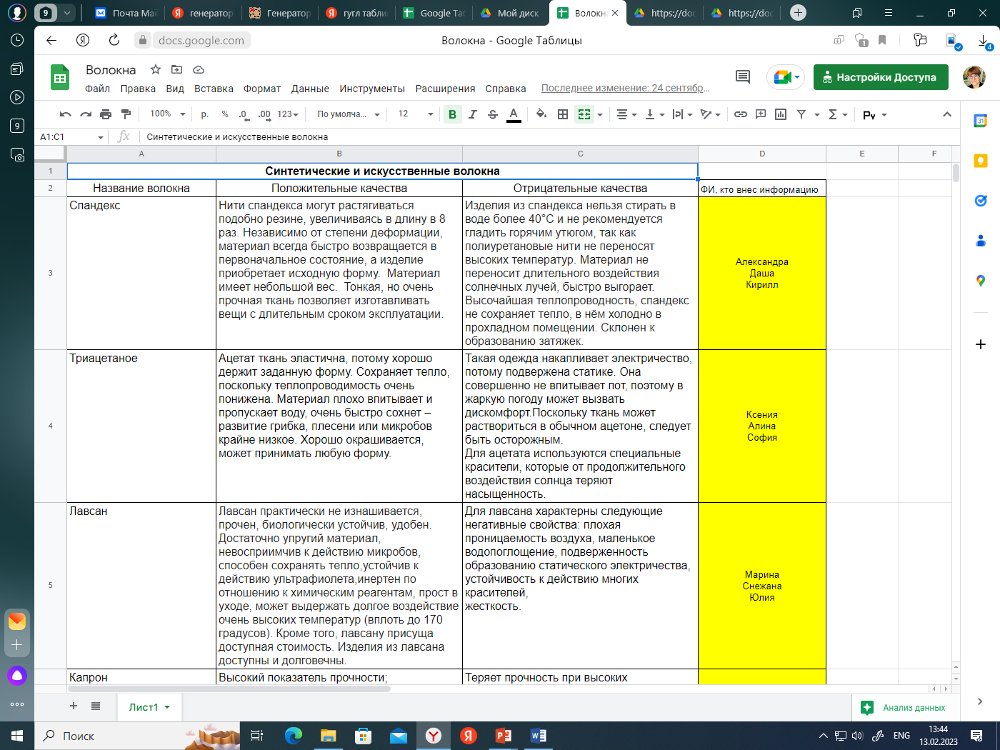 9
Почта Mai
генератор
Генератор
гугл табли
Google Та
Мой диск
Волокна
https://doc
https://doc
docs.google.com
Волокна - Google Таблицы
1
4
Волокна
Файл Правка Вид Вставка Формат Данные Инструменты Расширения Справка Последнее изменение: 24 сентябр...
Настройки Доступа
100% р. % .0 .00 123 По умолча... 12 B I S A Σ Ру
A1:C1 fx Синтетические и искусственные волокна
A B C D E F
1 Синтетические и искусственные волокна
2 Название волокна Положительные качества Отрицательные качества ФИ, кто внес информацию
3
Спандекс
Нити спандекса могут растягиваться
подобно резине, увеличиваясь в длину в 8
раз. Независимо от степени деформации,
материал всегда быстро возвращается в
первоначальное состояние, а изделие
приобретает исходную форму.  Материал
имеет небольшой вес.  Тонкая, но очень
прочная ткань позволяет изготавливать
вещи с длительным сроком эксплуатации.
Изделия из спандекса нельзя стирать в
воде более 40°С и не рекомендуется
гладить горячим утюгом, так как
полиуретановые нити не переносят
высоких температур. Материал не
переносит длительного воздействия
солнечных лучей, быстро выгорает.
Высочайшая теплопроводность, спандекс
не сохраняет тепло, в нём холодно в
прохладном помещении. Склонен к
образованию затяжек.
Александра
Даша
Кирилл
4
Триацетаное
Ацетат ткань эластична, потому хорошо
держит заданную форму. Сохраняет тепло,
поскольку теплопроводимость очень
понижена. Материал плохо впитывает и
пропускает воду, очень быстро сохнет –
развитие грибка, плесени или микробов
крайне низкое. Хорошо окрашивается,
может принимать любую форму.
Такая одежда накапливает электричество,
потому подвержена статике. Она
совершенно не впитывает пот, поэтому в
жаркую погоду может вызвать
дискомфорт.Поскольку ткань может
раствориться в обычном ацетоне, следует
быть осторожным.
Для ацетата используются специальные
красители, которые от продолжительного
воздействия солнца теряют
насыщенность.
Ксения
Алина
София
5
Лавсан
Лавсан практически не изнашивается,
прочен, биологически устойчив, удобен.
Достаточно упругий материал,
невосприимчив к действию микробов,
способен сохранять тепло,устойчив к
действию ультрафиолета,инертен по
отношению к химическим реагентам, прост в
уходе, может выдержать долгое воздействие
очень высоких температур (вплоть до 170
градусов). Кроме того, лавсану присуща
доступная стоимость. Изделия из лавсана
доступны и долговечны.
Для лавсана характерны следующие
негативные свойства: плохая
проницаемость воздуха, маленькое
водопоглощение, подверженность
образованию статического электричества,
устойчивость к действию многих
красителей,
жесткость.
Марина
Снежана
Юлия
Капрон
Высокий показатель прочности;
Теряет прочность при высоких
9
31
Лист1
Анализ данных
Поиск
ENG
13:44
13.02.2023